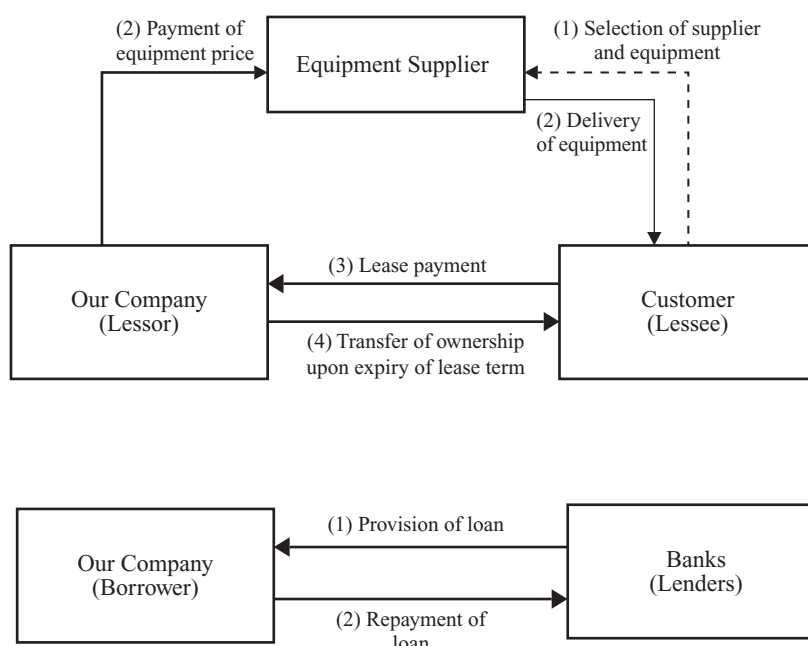 (2) Payment of
equipment price
Equipment Supplier
(1) Selection of supplier
and equipment
(2) Delivery
of equipment
Our Company
(Lessor)
(3) Lease payment
(4) Transfer of ownership
upon expiry of lease term
Customer
(Lessee)
Our Company
(Borrower)
(1) Provision of loan
(2) Repayment of
loan
Banks
(Lenders)